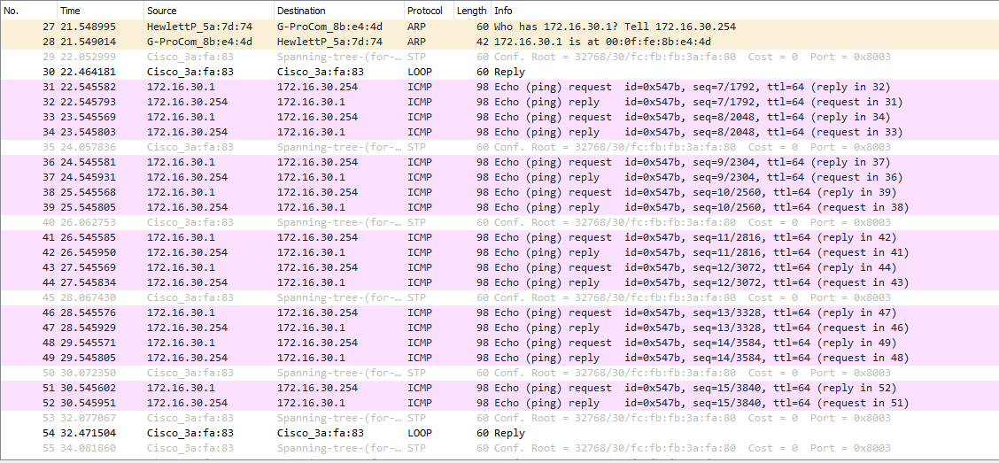 No. Time Source Destination Protocol Length Info
27 21.548995 HewlettP_5a:7d:74 G-ProCom_8b:e4:4d ARP 60 Who has 172.16.30.1? Tell 172.16.30.254
28 21.549014 G-ProCom_8b:e4:4d HewlettP_5a:7d:74 ARP 42 172.16.30.1 is at 00:0f:fe:8b:e4:4d
29 22.052999 Cisco_3a:fa:83 Spanning-tree-(for-… STP 60 Conf. Root = 32768/30/fc:fb:fb:3a:fa:80 Cost = 0 Port = 0x8003
30 22.464181 Cisco_3a:fa:83 Cisco_3a:fa:83 LOOP 60 Reply
31 22.545582 172.16.30.1 172.16.30.254 ICMP 98 Echo (ping) request id=0x547b, seq=7/1792, ttl=64 (reply in 32)
32 22.545793 172.16.30.254 172.16.30.1 ICMP 98 Echo (ping) reply id=0x547b, seq=7/1792, ttl=64 (request in 31)
33 23.545569 172.16.30.1 172.16.30.254 ICMP 98 Echo (ping) request id=0x547b, seq=8/2048, ttl=64 (reply in 34)
34 23.545803 172.16.30.254 172.16.30.1 ICMP 98 Echo (ping) reply id=0x547b, seq=8/2048, ttl=64 (request in 33)
35 24.057836 Cisco_3a:fa:83 Spanning-tree-(for-… STP 60 Conf. Root = 32768/30/fc:fb:fb:3a:fa:80 Cost = 0 Port = 0x8003
36 24.545581 172.16.30.1 172.16.30.254 ICMP 98 Echo (ping) request id=0x547b, seq=9/2304, ttl=64 (reply in 37)
37 24.545931 172.16.30.254 172.16.30.1 ICMP 98 Echo (ping) reply id=0x547b, seq=9/2304, ttl=64 (request in 36)
38 25.545568 172.16.30.1 172.16.30.254 ICMP 98 Echo (ping) request id=0x547b, seq=10/2560, ttl=64 (reply in 39)
39 25.545805 172.16.30.254 172.16.30.1 ICMP 98 Echo (ping) reply id=0x547b, seq=10/2560, ttl=64 (request in 38)
40 26.062753 Cisco_3a:fa:83 Spanning-tree-(for-… STP 60 Conf. Root = 32768/30/fc:fb:fb:3a:fa:80 Cost = 0 Port = 0x8003
41 26.545585 172.16.30.1 172.16.30.254 ICMP 98 Echo (ping) request id=0x547b, seq=11/2816, ttl=64 (reply in 42)
42 26.545950 172.16.30.254 172.16.30.1 ICMP 98 Echo (ping) reply id=0x547b, seq=11/2816, ttl=64 (request in 41)
43 27.545569 172.16.30.1 172.16.30.254 ICMP 98 Echo (ping) request id=0x547b, seq=12/3072, ttl=64 (reply in 44)
44 27.545834 172.16.30.254 172.16.30.1 ICMP 98 Echo (ping) reply id=0x547b, seq=12/3072, ttl=64 (request in 43)
45 28.067430 Cisco_3a:fa:83 Spanning-tree-(for-… STP 60 Conf. Root = 32768/30/fc:fb:fb:3a:fa:80 Cost = 0 Port = 0x8003
46 28.545576 172.16.30.1 172.16.30.254 ICMP 98 Echo (ping) request id=0x547b, seq=13/3328, ttl=64 (reply in 47)
47 28.545929 172.16.30.254 172.16.30.1 ICMP 98 Echo (ping) reply id=0x547b, seq=13/3328, ttl=64 (request in 46)
48 29.545571 172.16.30.1 172.16.30.254 ICMP 98 Echo (ping) request id=0x547b, seq=14/3584, ttl=64 (reply in 49)
49 29.545805 172.16.30.254 172.16.30.1 ICMP 98 Echo (ping) reply id=0x547b, seq=14/3584, ttl=64 (request in 48)
50 30.072350 Cisco_3a:fa:83 Spanning-tree-(for-… STP 60 Conf. Root = 32768/30/fc:fb:fb:3a:fa:80 Cost = 0 Port = 0x8003
51 30.545602 172.16.30.1 172.16.30.254 ICMP 98 Echo (ping) request id=0x547b, seq=15/3840, ttl=64 (reply in 52)
52 30.545951 172.16.30.254 172.16.30.1 ICMP 98 Echo (ping) reply id=0x547b, seq=15/3840, ttl=64 (request in 51)
53 32.077067 Cisco_3a:fa:83 Spanning-tree-(for-… STP 60 Conf. Root = 32768/30/fc:fb:fb:3a:fa:80 Cost = 0 Port = 0x8003
54 32.471504 Cisco_3a:fa:83 Cisco_3a:fa:83 LOOP 60 Reply
55 34.081860 Cisco_3a:fa:83 Spanning-tree-(for-… STP 60 Conf. Root = 32768/30/fc:fb:fb:3a:fa:80 Cost = 0 Port = 0x8003